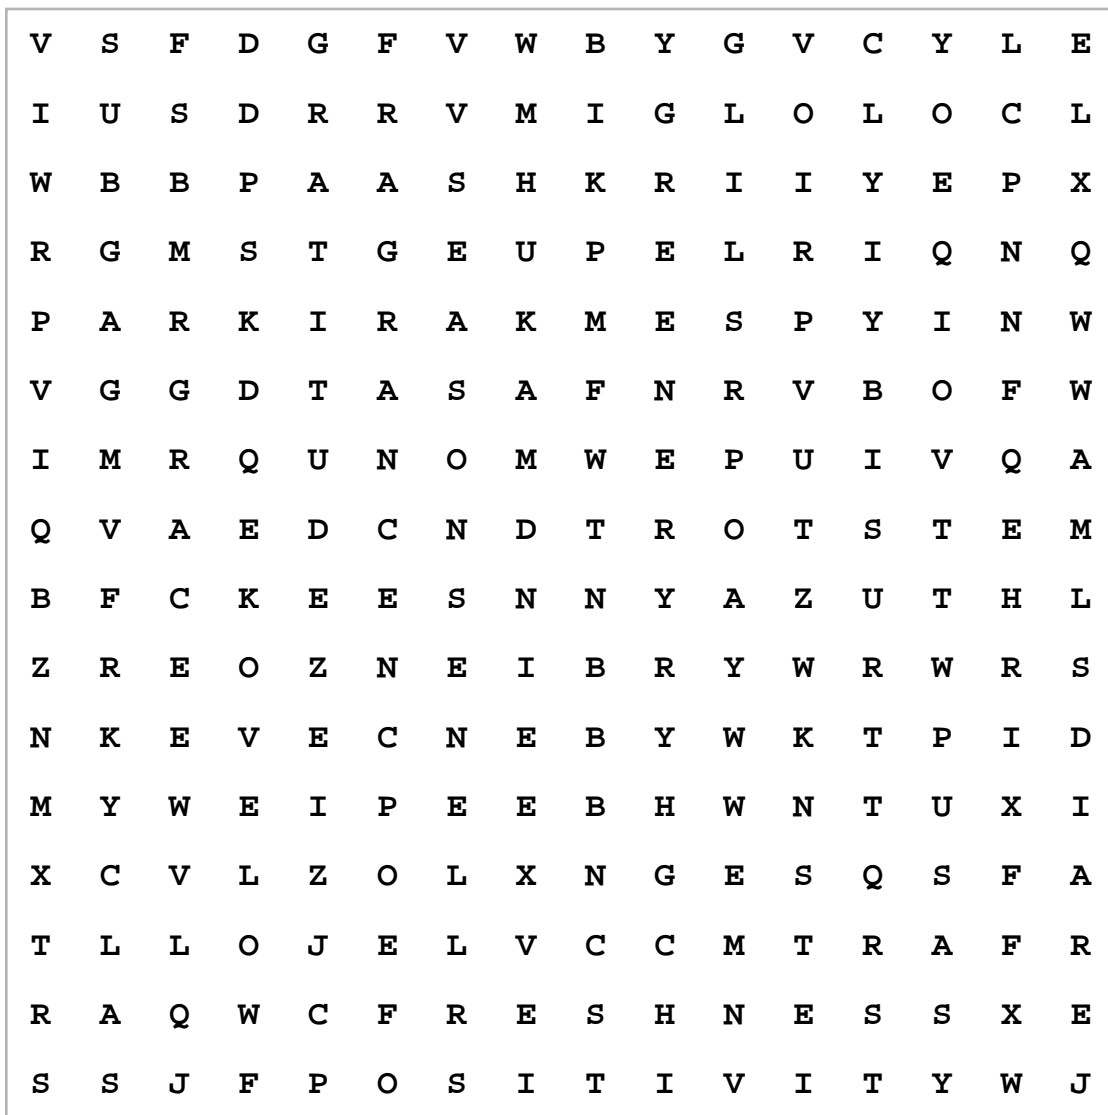 V S F D G F V W B Y G V C Y L E
I U S D R R V M I G L O L O C L
W B B P A A S H K R I I Y E P X
R G M S T G E U P E L R I Q N Q
P A R K I R A K M E S P Y I N W
V G G D T A S A F N R V B O F W
I M R Q U N O M W E P U I V Q A
Q V A E D C N D T R O T S T E M
B F C K E E S N N Y A Z U T H L
Z R E O Z N E I B R Y W R W R S
N K E V E C N E B Y W K T P I D
M Y W E I P E E B H W N T U X I
X C V L Z O L X N G E S Q S F A
T L L O J E L V C C M T R A F R
R A Q W C F R E S H N E S S X E
S S J F P O S I T I V I T Y W J